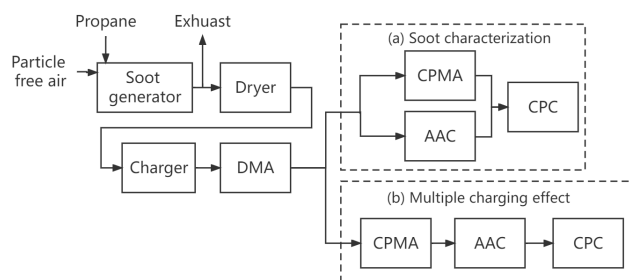 Propane
Exhuast
Particle
free air
Soot
generator
Dryer
Charger
DMA
(a) Soot characterization
CPMA
AAC
CPC
(b) Multiple charging effect
CPMA
AAC
CPC